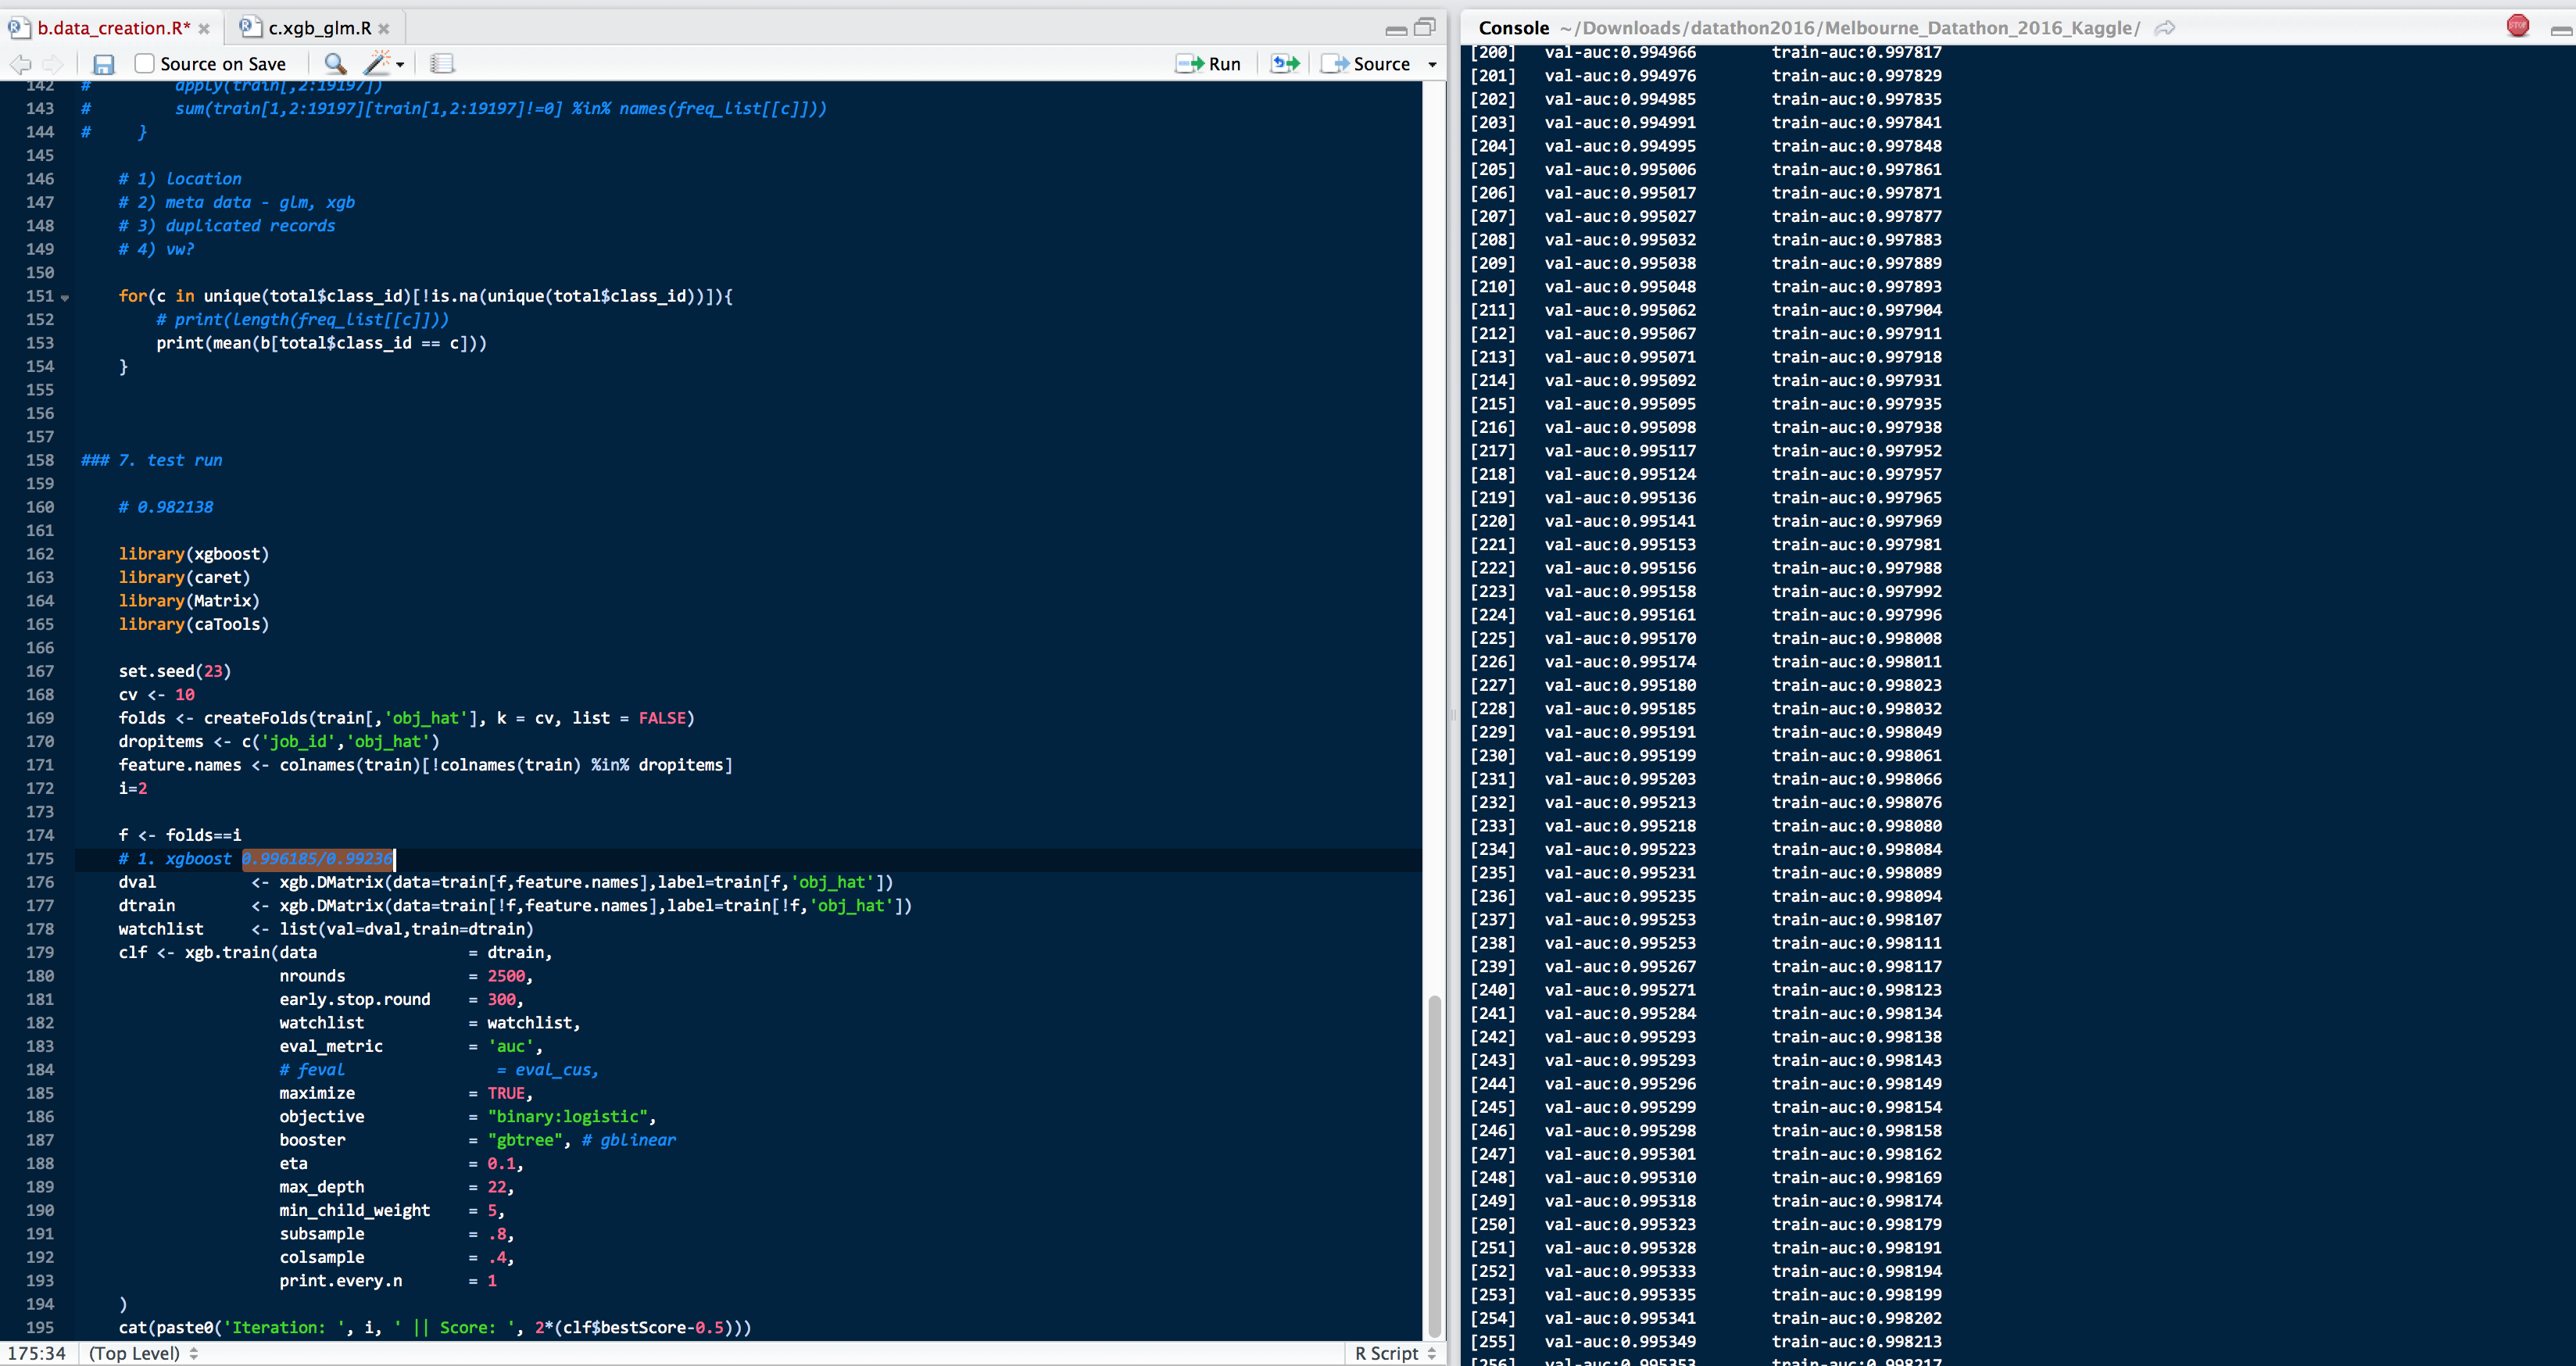 b.data_creation.R*
c.xgb_glm.R
Source on Save
Run
Source
142 # apply(train[,2:19197])
143 # sum(train[1,2:19197][train[1,2:19197]!=0] %in% names(freq_list[[c]]))
144 # }
145
146 # 1) location
147 # 2) meta data - glm, xgb
148 # 3) duplicated records
149 # 4) vw?
150
151 for(c in unique(total$class_id)[!is.na(unique(total$class_id))]){
152 # print(length(freq_list[[c]]))
153 print(mean(b[total$class_id == c]))
154 }
155
156
157
158 ### 7. test run
159
160 # 0.982138
161
162 library(xgboost)
163 library(caret)
164 library(Matrix)
165 library(caTools)
166
167 set.seed(23)
168 cv <- 10
169 folds <- createFolds(train[,'obj_hat'], k = cv, list = FALSE)
170 dropitems <- c('job_id','obj_hat')
171 feature.names <- colnames(train)[!colnames(train) %in% dropitems]
172 i=2
173
174 f <- folds==i
175 # 1. xgboost 0.996185/0.99236
176 dval <- xgb.DMatrix(data=train[f,feature.names],label=train[f,'obj_hat'])
177 dtrain <- xgb.DMatrix(data=train[!f,feature.names],label=train[!f,'obj_hat'])
178 watchlist <- list(val=dval,train=dtrain)
179 clf <- xgb.train(data = dtrain,
180 nrounds = 2500,
181 early.stop.round = 300,
182 watchlist = watchlist,
183 eval_metric = 'auc',
184 # feval = eval_cus,
185 maximize = TRUE,
186 objective = "binary:logistic",
187 booster = "gbtree", # gblinear
188 eta = 0.1,
189 max_depth = 22,
190 min_child_weight = 5,
191 subsample = .8,
192 colsample = .4,
193 print.every.n = 1
194 )
195 cat(paste0('Iteration: ', i, ' || Score: ', 2*(clf$bestScore-0.5)))
175:34 (Top Level) R Script
Console ~/Downloads/datathon2016/Melbourne_Datathon_2016_Kaggle/
STOP
[200] val-auc:0.994966 train-auc:0.997817
[201] val-auc:0.994976 train-auc:0.997829
[202] val-auc:0.994985 train-auc:0.997835
[203] val-auc:0.994991 train-auc:0.997841
[204] val-auc:0.994995 train-auc:0.997848
[205] val-auc:0.995006 train-auc:0.997861
[206] val-auc:0.995017 train-auc:0.997871
[207] val-auc:0.995027 train-auc:0.997877
[208] val-auc:0.995032 train-auc:0.997883
[209] val-auc:0.995038 train-auc:0.997889
[210] val-auc:0.995048 train-auc:0.997893
[211] val-auc:0.995062 train-auc:0.997904
[212] val-auc:0.995067 train-auc:0.997911
[213] val-auc:0.995071 train-auc:0.997918
[214] val-auc:0.995092 train-auc:0.997931
[215] val-auc:0.995095 train-auc:0.997935
[216] val-auc:0.995098 train-auc:0.997938
[217] val-auc:0.995117 train-auc:0.997952
[218] val-auc:0.995124 train-auc:0.997957
[219] val-auc:0.995136 train-auc:0.997965
[220] val-auc:0.995141 train-auc:0.997969
[221] val-auc:0.995153 train-auc:0.997981
[222] val-auc:0.995156 train-auc:0.997988
[223] val-auc:0.995158 train-auc:0.997992
[224] val-auc:0.995161 train-auc:0.997996
[225] val-auc:0.995170 train-auc:0.998008
[226] val-auc:0.995174 train-auc:0.998011
[227] val-auc:0.995180 train-auc:0.998023
[228] val-auc:0.995185 train-auc:0.998032
[229] val-auc:0.995191 train-auc:0.998049
[230] val-auc:0.995199 train-auc:0.998061
[231] val-auc:0.995203 train-auc:0.998066
[232] val-auc:0.995213 train-auc:0.998076
[233] val-auc:0.995218 train-auc:0.998080
[234] val-auc:0.995223 train-auc:0.998084
[235] val-auc:0.995231 train-auc:0.998089
[236] val-auc:0.995235 train-auc:0.998094
[237] val-auc:0.995253 train-auc:0.998107
[238] val-auc:0.995253 train-auc:0.998111
[239] val-auc:0.995267 train-auc:0.998117
[240] val-auc:0.995271 train-auc:0.998123
[241] val-auc:0.995284 train-auc:0.998134
[242] val-auc:0.995293 train-auc:0.998138
[243] val-auc:0.995293 train-auc:0.998143
[244] val-auc:0.995296 train-auc:0.998149
[245] val-auc:0.995299 train-auc:0.998154
[246] val-auc:0.995298 train-auc:0.998158
[247] val-auc:0.995301 train-auc:0.998162
[248] val-auc:0.995310 train-auc:0.998169
[249] val-auc:0.995318 train-auc:0.998174
[250] val-auc:0.995323 train-auc:0.998179
[251] val-auc:0.995328 train-auc:0.998191
[252] val-auc:0.995333 train-auc:0.998194
[253] val-auc:0.995335 train-auc:0.998199
[254] val-auc:0.995341 train-auc:0.998202
[255] val-auc:0.995349 train-auc:0.998213
[256] val-auc:0.995353 train-auc:0.998217